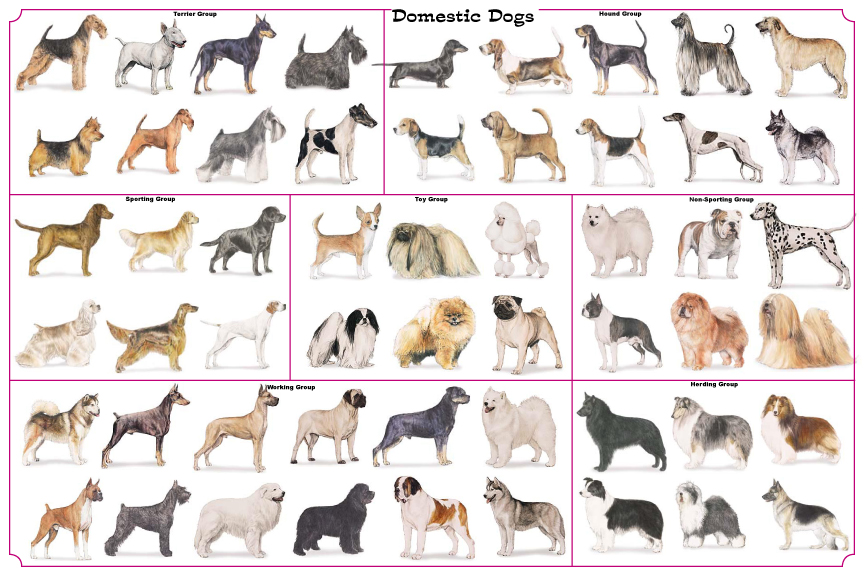 Domestic Dogs
Terrier Group
Hound Group
Sporting Group
Toy Group
Non-Sporting Group
Working Group
Herding Group